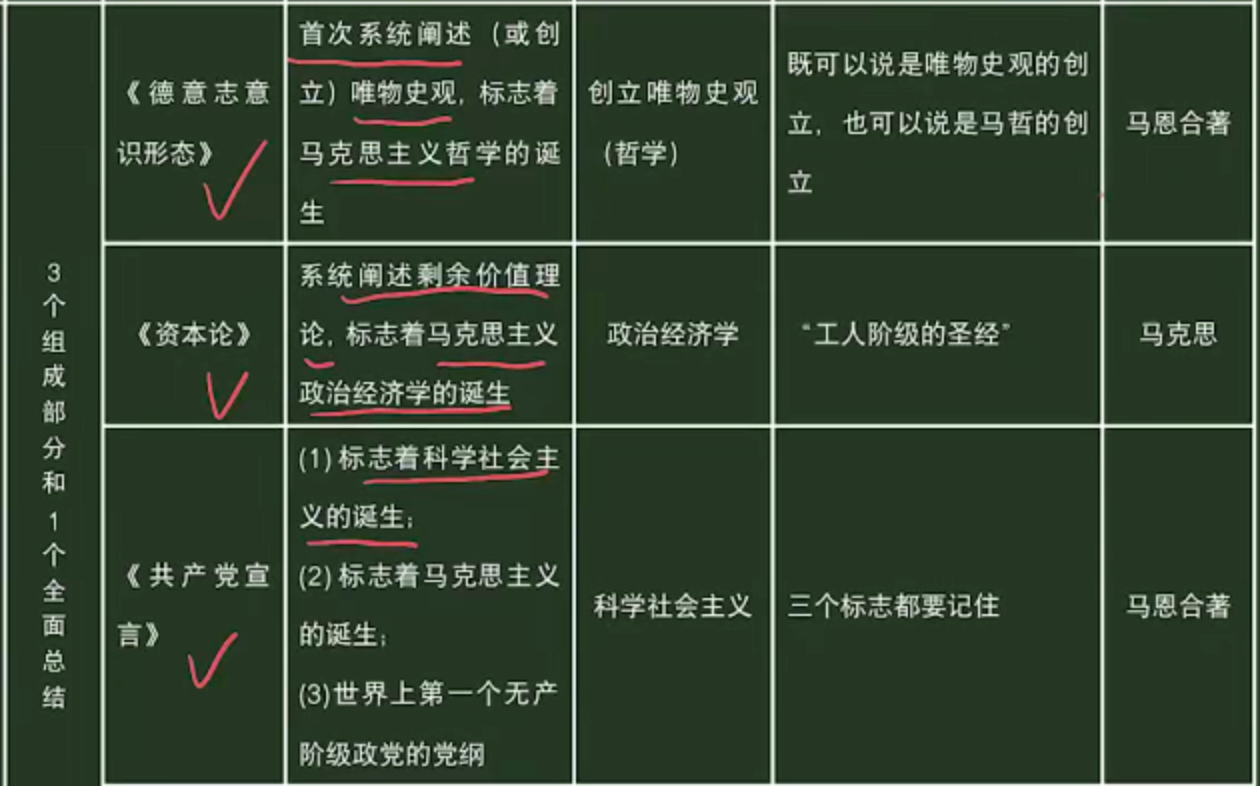 3个组成部分和1个全面总结
《德意志意
识形态》
首次系统阐述（或创
立）唯物史观，标志着
马克思主义哲学的诞
生
创立唯物史观
（哲学）
既可以说是唯物史观的创
立，也可以说是马哲的创
立
马恩合著
《资本论》
系统阐述剩余价值理
论，标志着马克思主义
政治经济学的诞生
政治经济学
“工人阶级的圣经”
马克思
《共产党宣
言》
(1)标志着科学社会主
义的诞生；
(2)标志着马克思主义
的诞生；
(3)世界上第一个无产
阶级政党的党纲
科学社会主义
三个标志都要记住
马恩合著